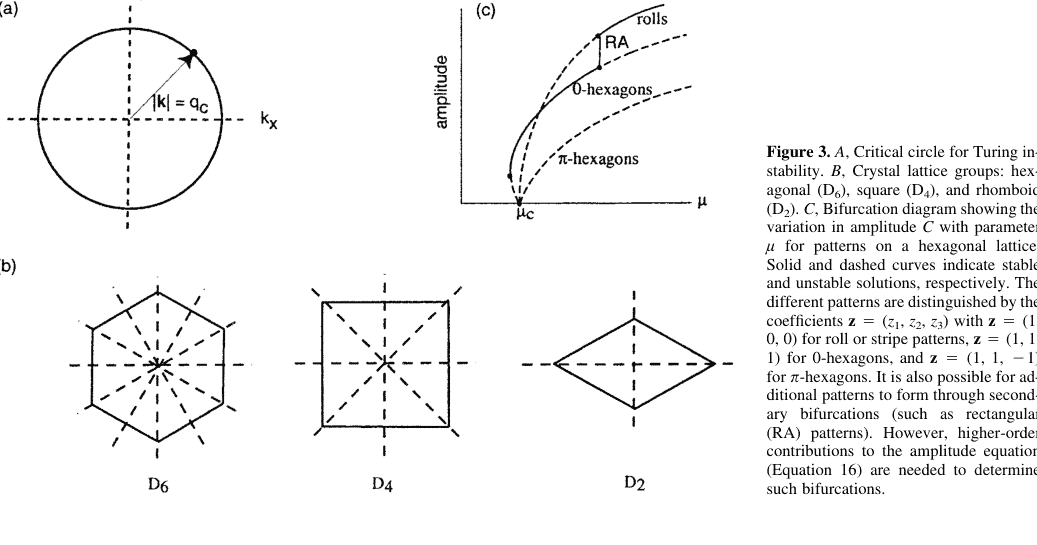 (a)
|k| = qc
kx
(c)
amplitude
rolls
RA
0-hexagons
π-hexagons
μc
μ
(b)
D6
D4
D2
Figure 3. A, Critical circle for Turing in-
stability. B, Crystal lattice groups: hex-
agonal (D6), square (D4), and rhomboid
(D2). C, Bifurcation diagram showing the
variation in amplitude C with parameter
μ for patterns on a hexagonal lattice
Solid and dashed curves indicate stable
and unstable solutions, respectively. The
different patterns are distinguished by the
coefficients z = (z1, z2, z3) with z = (1
0, 0) for roll or stripe patterns, z = (1, 1
1) for 0-hexagons, and z = (1, 1, −1)
for π-hexagons. It is also possible for ad-
ditional patterns to form through second-
ary bifurcations (such as rectangular
(RA) patterns). However, higher-order
contributions to the amplitude equation
(Equation 16) are needed to determine
such bifurcations.